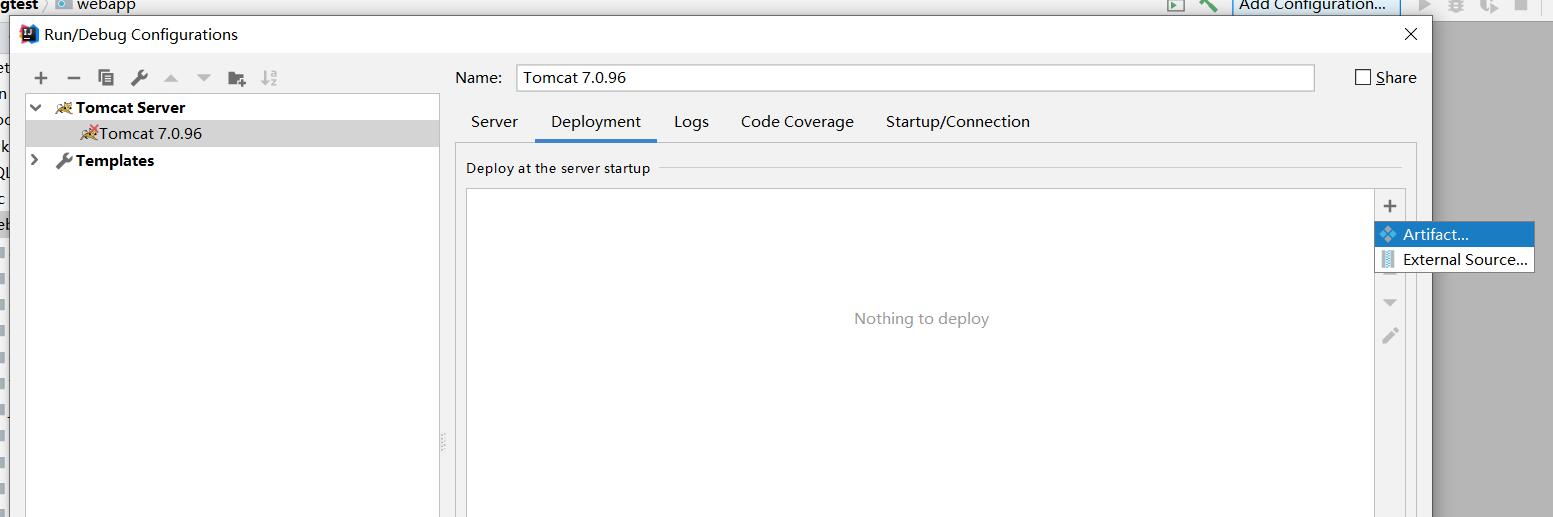 gtest webapp Add Configuration...
Run/Debug Configurations
Name: Tomcat 7.0.96 Share
Tomcat Server
Tomcat 7.0.96
Templates
Server Deployment Logs Code Coverage Startup/Connection
Deploy at the server startup
Artifact...
External Source...
Nothing to deploy